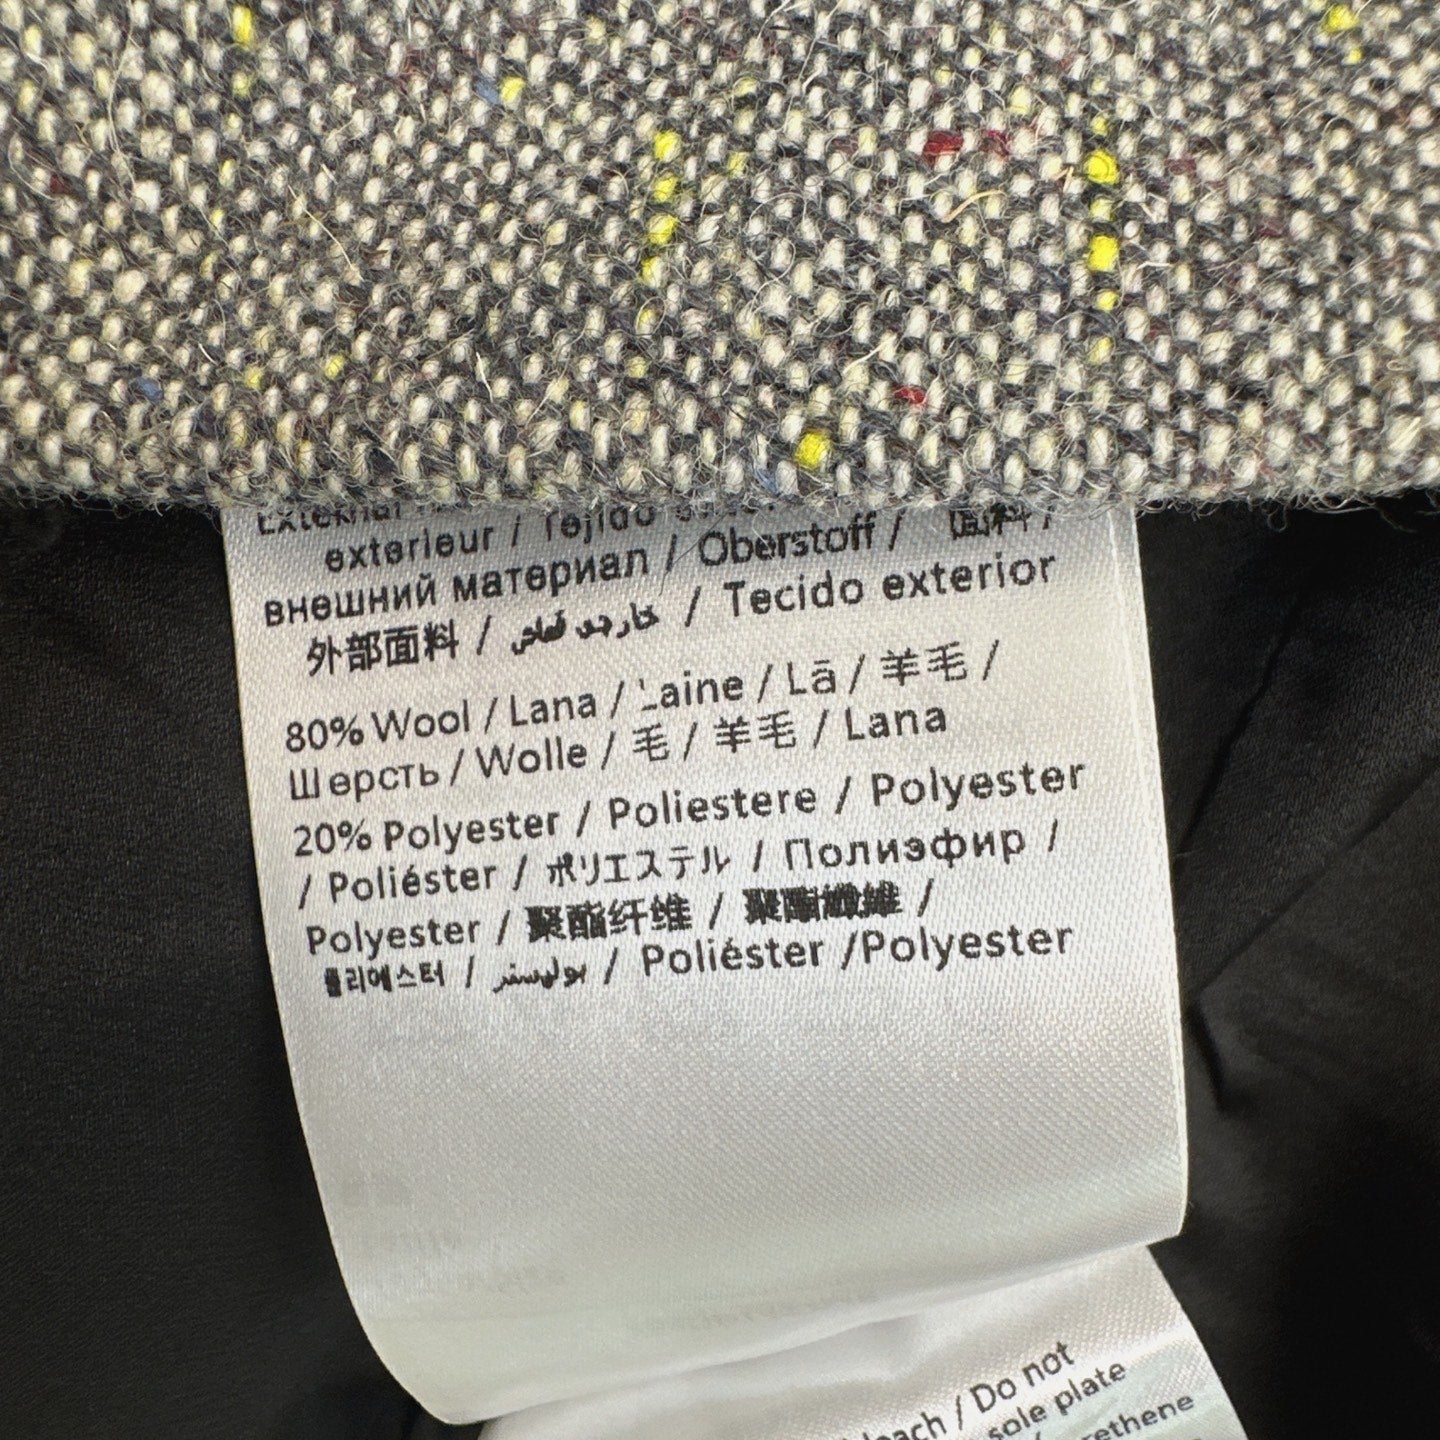 External
exterieur / Tejido
внешний материал / Oberstoff / 面料 /
外部面料 / قماش خارجي / Tecido exterior
80% Wool / Lana / Laine / Lã / 羊毛 /
Шерсть / Wolle / 毛 / 羊毛 / Lana
20% Polyester / Poliestere / Polyester
/ Poliéster / ポリエステル / Полиэфир /
Polyester / 聚酯纤维 / 聚酯纖維 /
폴리에스터 / بوليستر / Poliéster /Polyester
/ Do not
sole plate